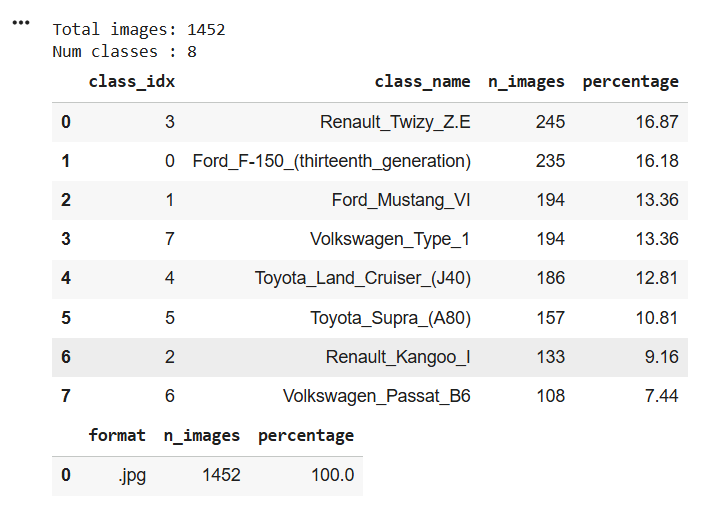 ...
Total images: 1452
Num classes : 8
class_idx class_name n_images percentage
0 3 Renault_Twizy_Z.E 245 16.87
1 0 Ford_F-150_(thirteenth_generation) 235 16.18
2 1 Ford_Mustang_VI 194 13.36
3 7 Volkswagen_Type_1 194 13.36
4 4 Toyota_Land_Cruiser_(J40) 186 12.81
5 5 Toyota_Supra_(A80) 157 10.81
6 2 Renault_Kangoo_I 133 9.16
7 6 Volkswagen_Passat_B6 108 7.44
format n_images percentage
0 .jpg 1452 100.0